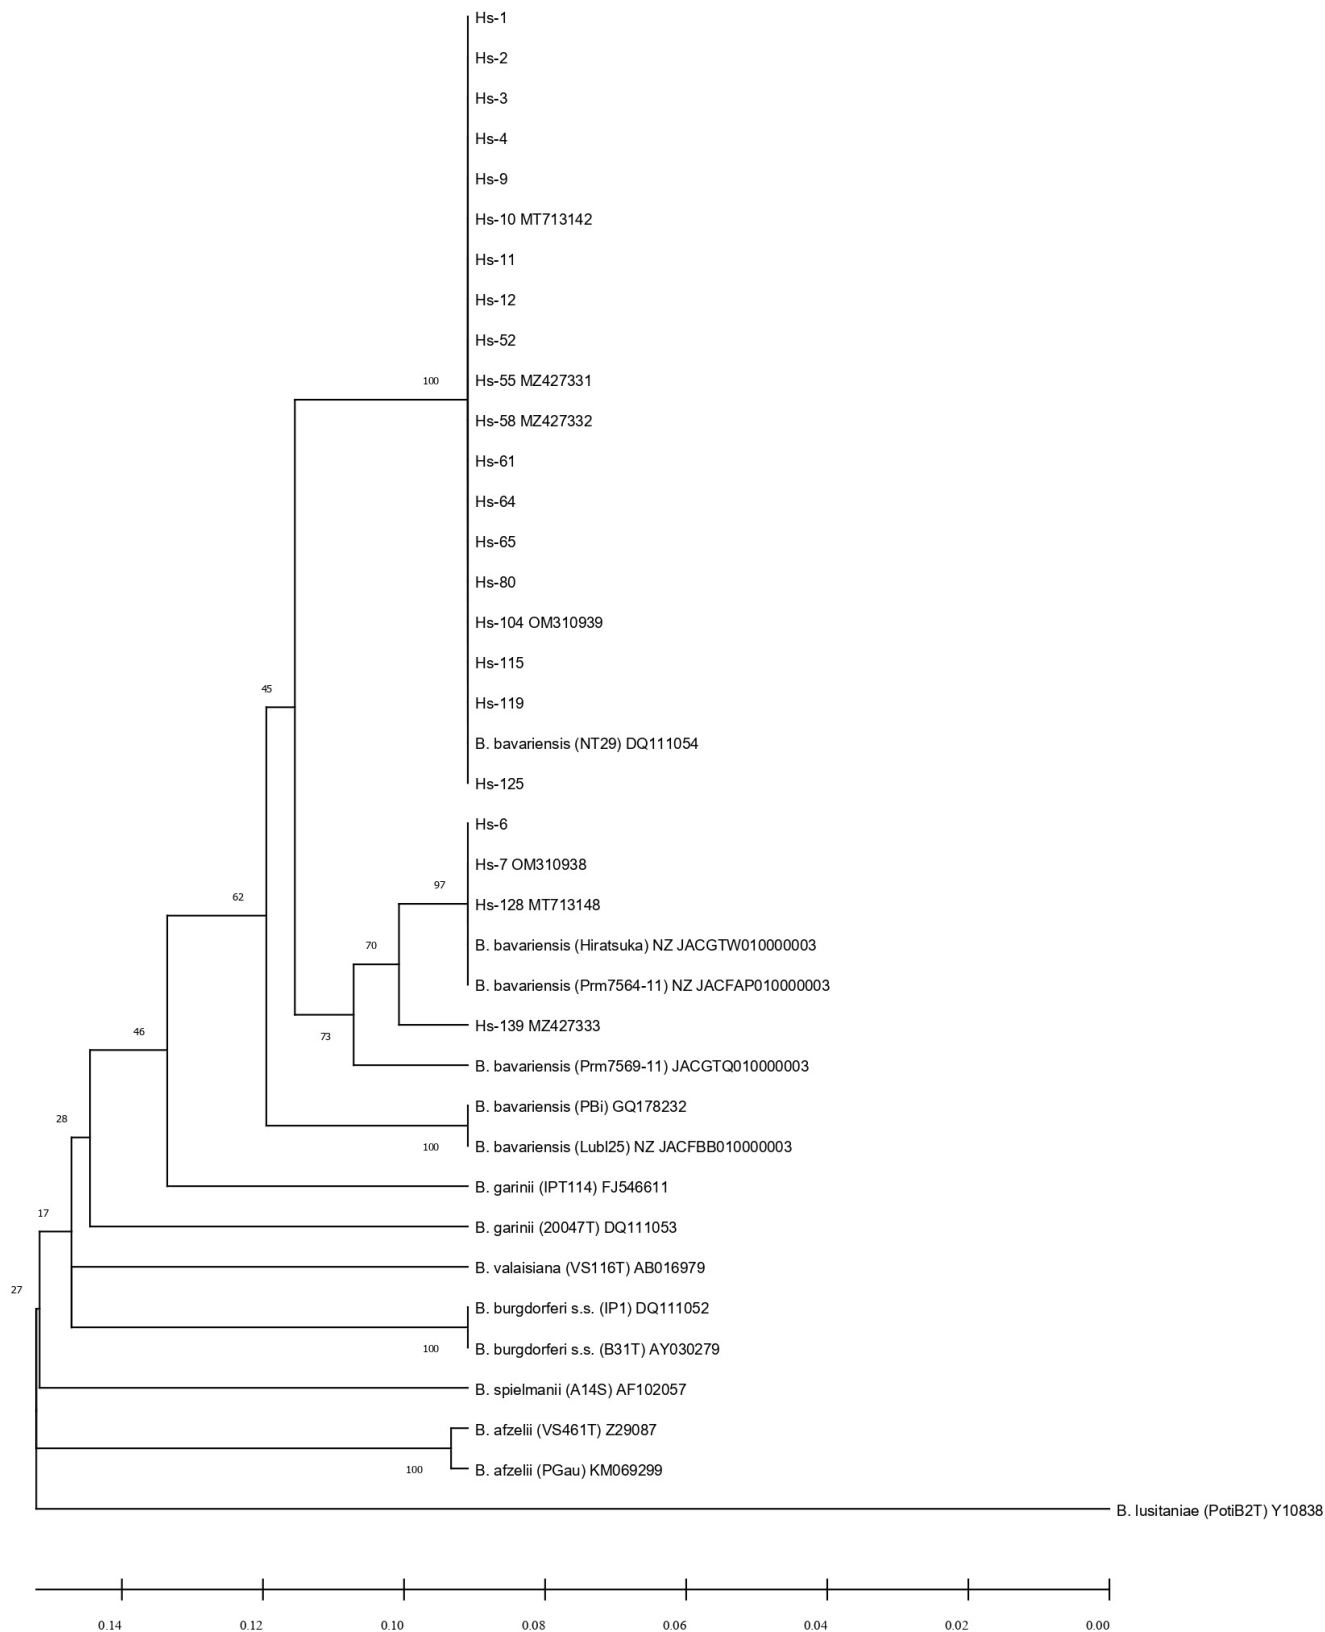 Hs-1
Hs-2
Hs-3
Hs-4
Hs-9
Hs-10 MT713142
Hs-11
Hs-12
Hs-52
100
Hs-55 MZ427331
Hs-58 MZ427332
Hs-61
Hs-64
Hs-65
Hs-80
Hs-104 OM310939
Hs-115
45
Hs-119
B. bavariensis (NT29) DQ111054
Hs-125
Hs-6
Hs-7 OM310938
97
62
Hs-128 MT713148
70
B. bavariensis (Hiratsuka) NZ JACGTW010000003
B. bavariensis (Prm7564-11) NZ JACFAP010000003
Hs-139 MZ427333
46
73
B. bavariensis (Prm7569-11) JACGTQ010000003
B. bavariensis (PBi) GQ178232
28
100
B. bavariensis (Lubl25) NZ JACFBB010000003
B. garinii (IPT114) FJ546611
17
B. garinii (20047T) DQ111053
B. valaisiana (VS116T) AB016979
27
B. burgdorferi s.s. (IP1) DQ111052
100
B. burgdorferi s.s. (B31T) AY030279
B. spielmanii (A14S) AF102057
B. afzelii (VS461T) Z29087
100
B. afzelii (PGau) KM069299
B. lusitaniae (PotiB2T) Y10838
0.14 0.12 0.10 0.08 0.06 0.04 0.02 0.00